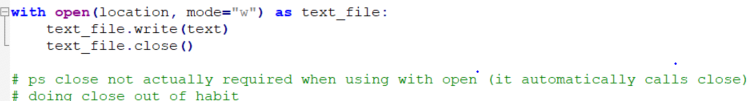 with open(location, mode="w") as text_file:
    text_file.write(text)
    text_file.close()
# ps close not actually required when using with open (it automatically calls close)
# doing close out of habit